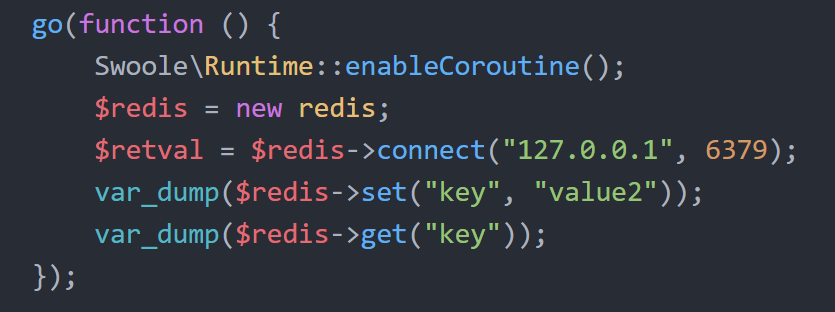 go(function () {
    Swoole\Runtime::enableCoroutine();
    $redis = new redis;
    $retval = $redis->connect("127.0.0.1", 6379);
    var_dump($redis->set("key", "value2"));
    var_dump($redis->get("key"));
});